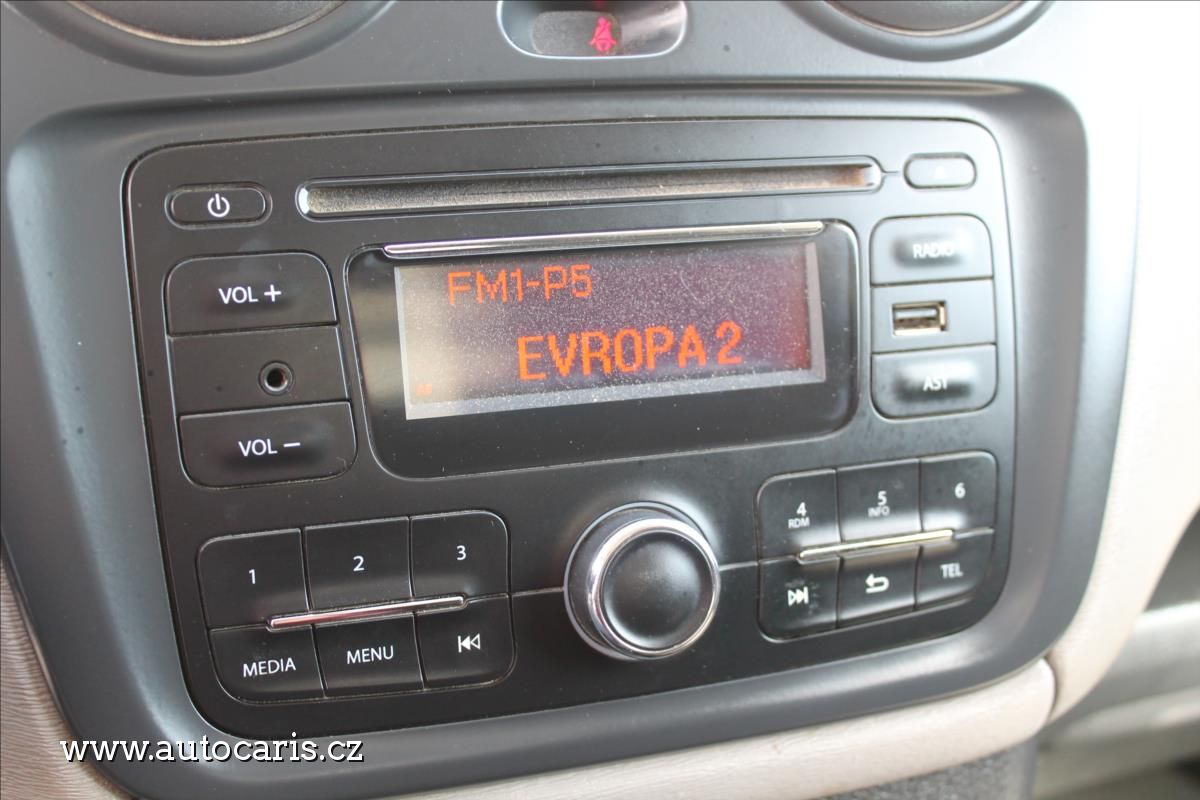 RADIO
VOL +
FM1-P5
EVROPA 2
AST
VOL −
1
2
3
4
RDM
5
INFO
6
MEDIA
MENU
TEL
www.autocaris.cz